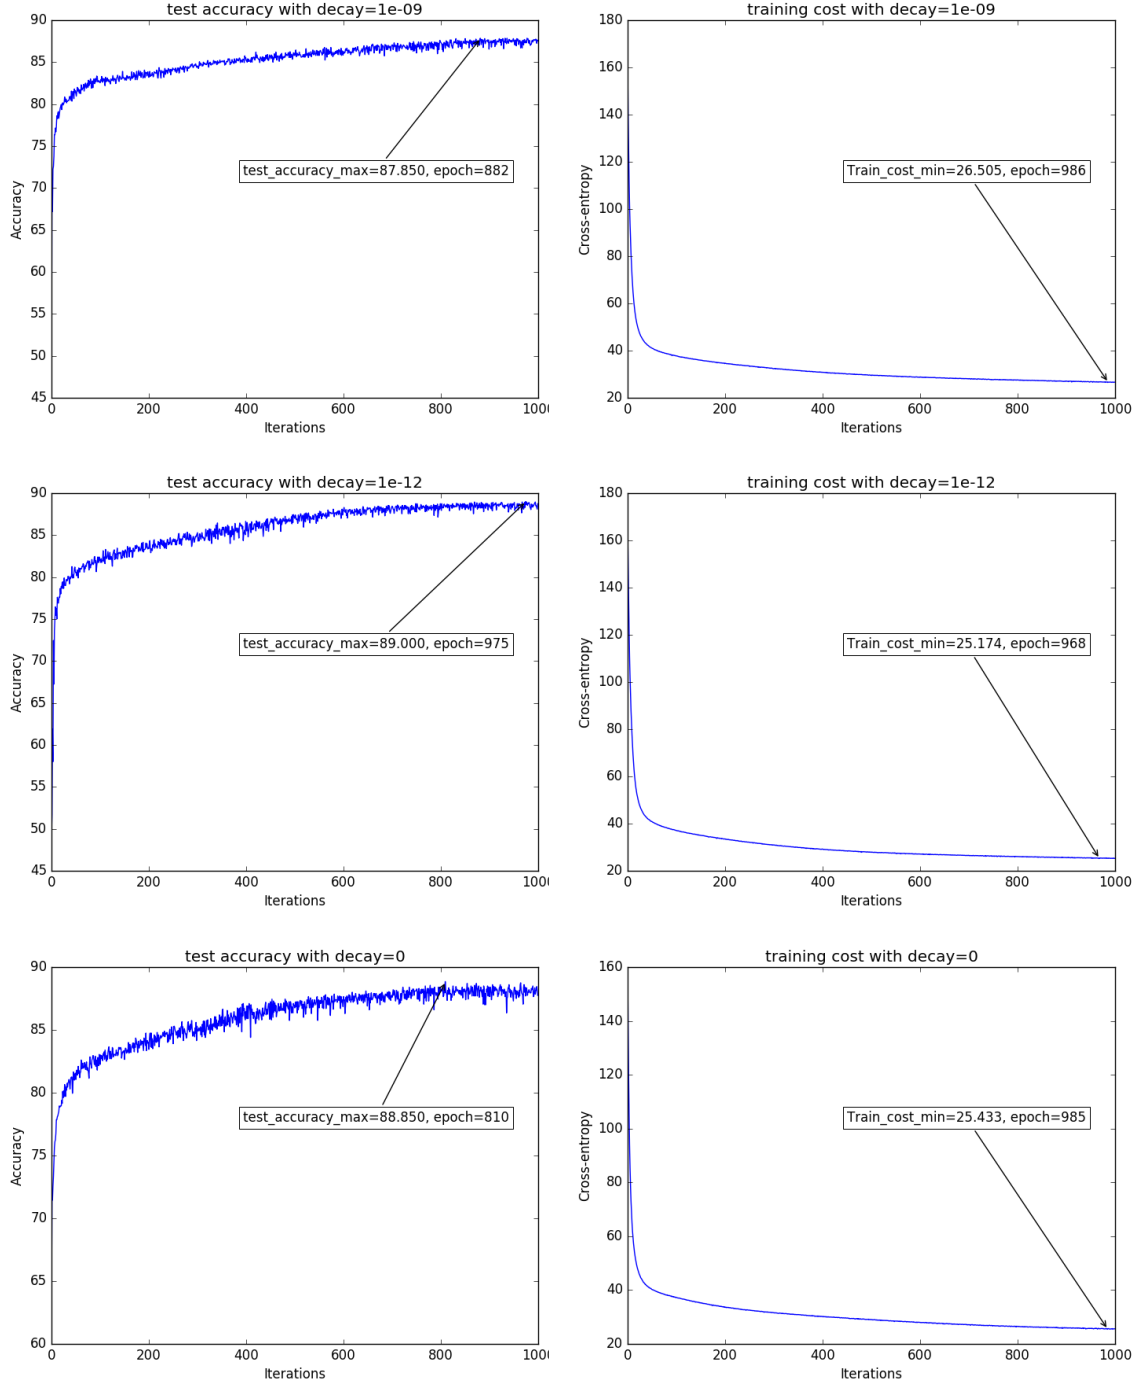 test accuracy with decay=1e-09
90
85
80
75
70
65
60
55
50
45
0 200 400 600 800 1000
Accuracy
Iterations
test_accuracy_max=87.850, epoch=882
training cost with decay=1e-09
180
160
140
120
100
80
60
40
20
0 200 400 600 800 1000
Cross-entropy
Iterations
Train_cost_min=26.505, epoch=986
test accuracy with decay=1e-12
90
85
80
75
70
65
60
55
50
45
0 200 400 600 800 1000
Accuracy
Iterations
test_accuracy_max=89.000, epoch=975
training cost with decay=1e-12
180
160
140
120
100
80
60
40
20
0 200 400 600 800 1000
Cross-entropy
Iterations
Train_cost_min=25.174, epoch=968
test accuracy with decay=0
90
85
80
75
70
65
60
0 200 400 600 800 1000
Accuracy
Iterations
test_accuracy_max=88.850, epoch=810
training cost with decay=0
160
140
120
100
80
60
40
20
0 200 400 600 800 1000
Cross-entropy
Iterations
Train_cost_min=25.433, epoch=985